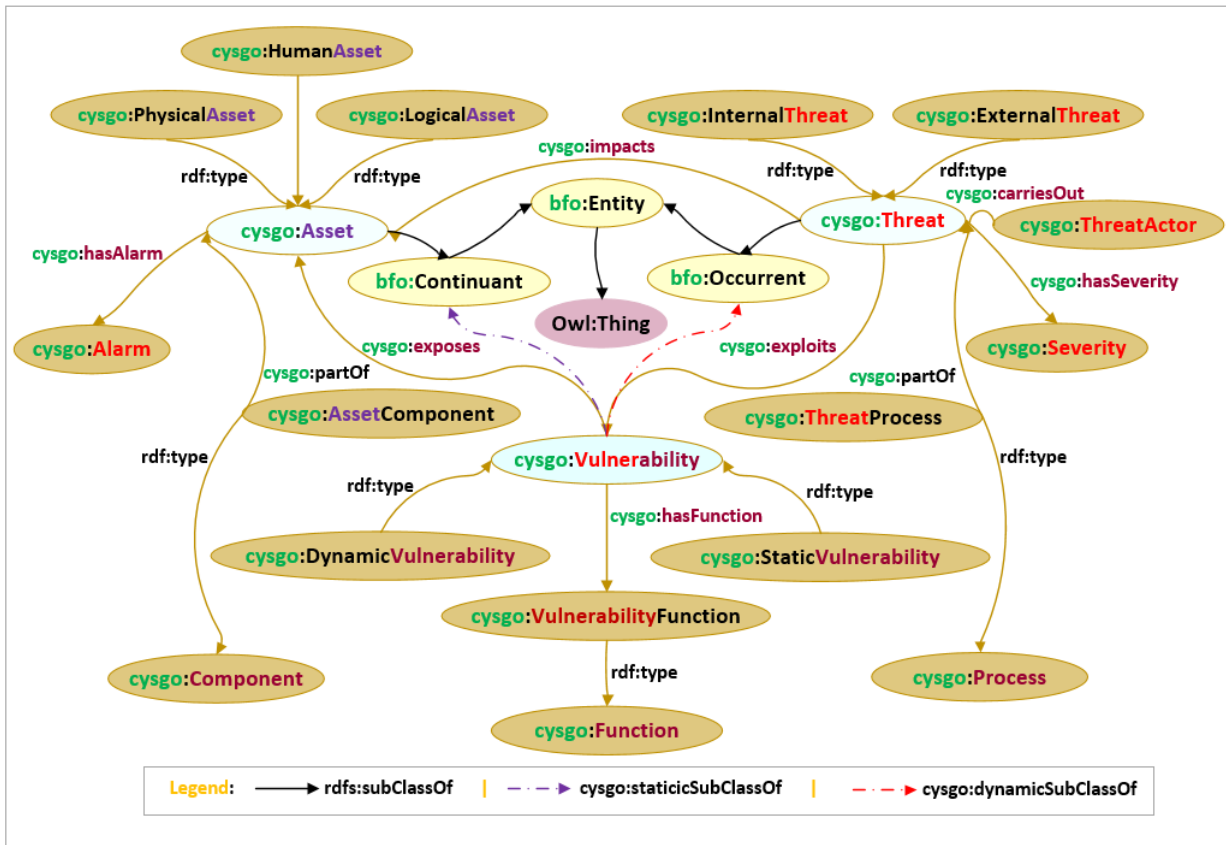 cysgo:HumanAsset
cysgo:PhysicalAsset
cysgo:LogicalAsset
cysgo:InternalThreat
cysgo:ExternalThreat
cysgo:impacts
rdf:type
rdf:type
rdf:type
rdf:type
cysgo:carriesOut
bfo:Entity
cysgo:Asset
cysgo:Threat
cysgo:ThreatActor
cysgo:hasAlarm
bfo:Continuant
bfo:Occurrent
cysgo:hasSeverity
Owl:Thing
cysgo:Alarm
cysgo:exposes
cysgo:exploits
cysgo:Severity
cysgo:partOf
cysgo:partOf
cysgo:AssetComponent
cysgo:ThreatProcess
rdf:type
cysgo:Vulnerability
rdf:type
rdf:type
rdf:type
cysgo:hasFunction
cysgo:DynamicVulnerability
cysgo:StaticVulnerability
cysgo:VulnerabilityFunction
rdf:type
cysgo:Component
cysgo:Process
cysgo:Function
Legend: rdfs:subClassOf | cysgo:staticicSubClassOf | cysgo:dynamicSubClassOf